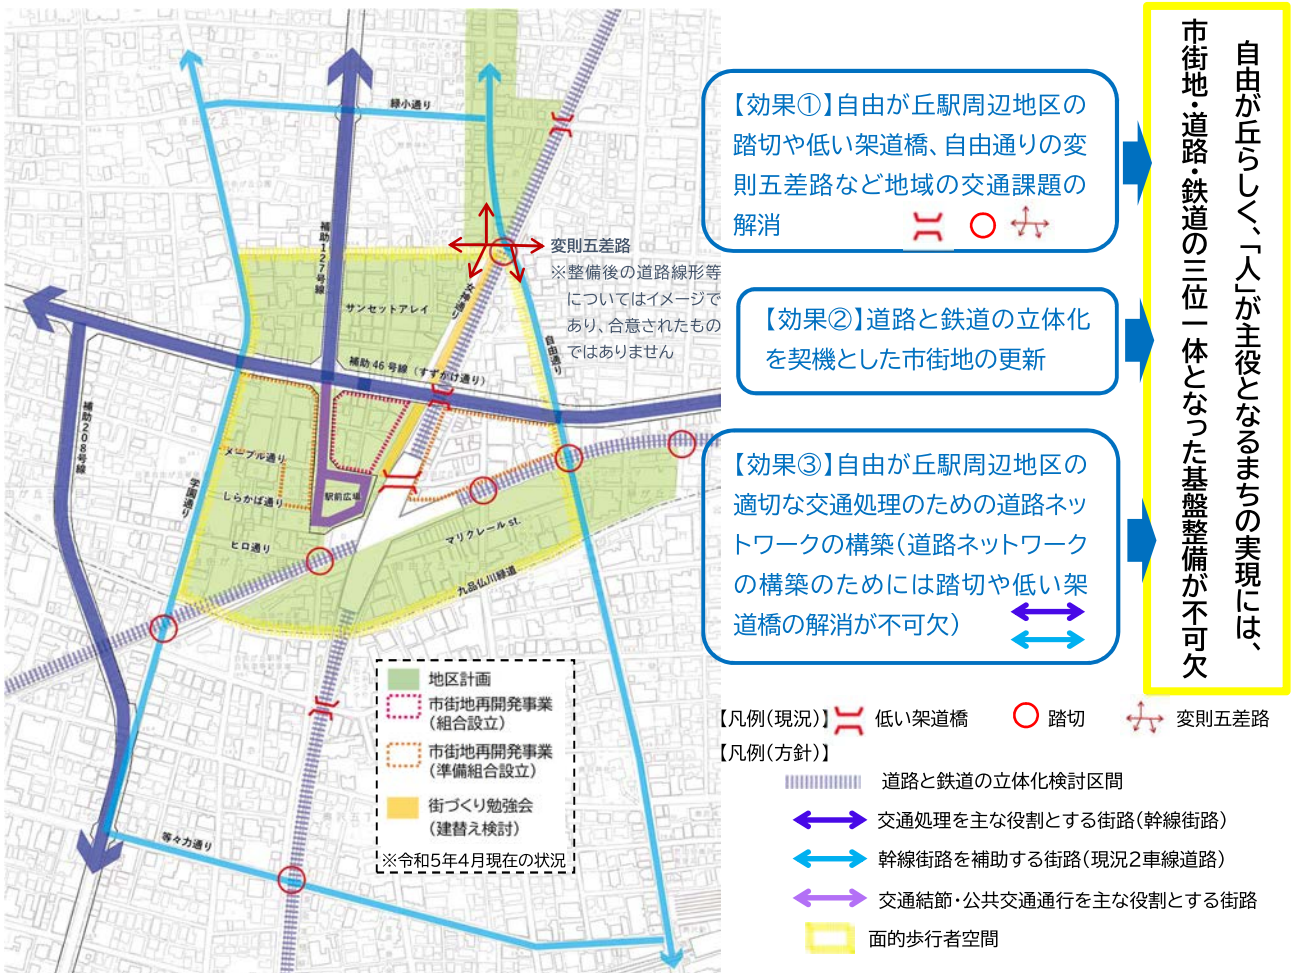 緑小通り
補助127号線
変則五差路
※整備後の道路線形等
についてはイメージで
あり、合意されたもの
ではありません
女神通り
サンセットアレイ
自由通り
補助46号線（すずかけ通り）
補助208号線
メープル通り
学園通り
しらかば通り
駅前広場
ヒロ通り
マリクレールst.
九品仏川緑道
等々力通り
地区計画
市街地再開発事業
（組合設立）
市街地再開発事業
（準備組合設立）
街づくり勉強会
（建替え検討）
※令和5年4月現在の状況
【効果①】自由が丘駅周辺地区の
踏切や低い架道橋、自由通りの変
則五差路など地域の交通課題の
解消
【効果②】道路と鉄道の立体化
を契機とした市街地の更新
【効果③】自由が丘駅周辺地区の
適切な交通処理のための道路ネッ
トワークの構築（道路ネットワーク
の構築のためには踏切や低い架
道橋の解消が不可欠）
自由が丘らしく、「人」が主役となるまちの実現には、
市街地・道路・鉄道の三位一体となった基盤整備が不可欠
【凡例(現況)】
低い架道橋
踏切
変則五差路
【凡例(方針)】
道路と鉄道の立体化検討区間
交通処理を主な役割とする街路（幹線街路）
幹線街路を補助する街路（現況2車線道路）
交通結節・公共交通通行を主な役割とする街路
面的歩行者空間